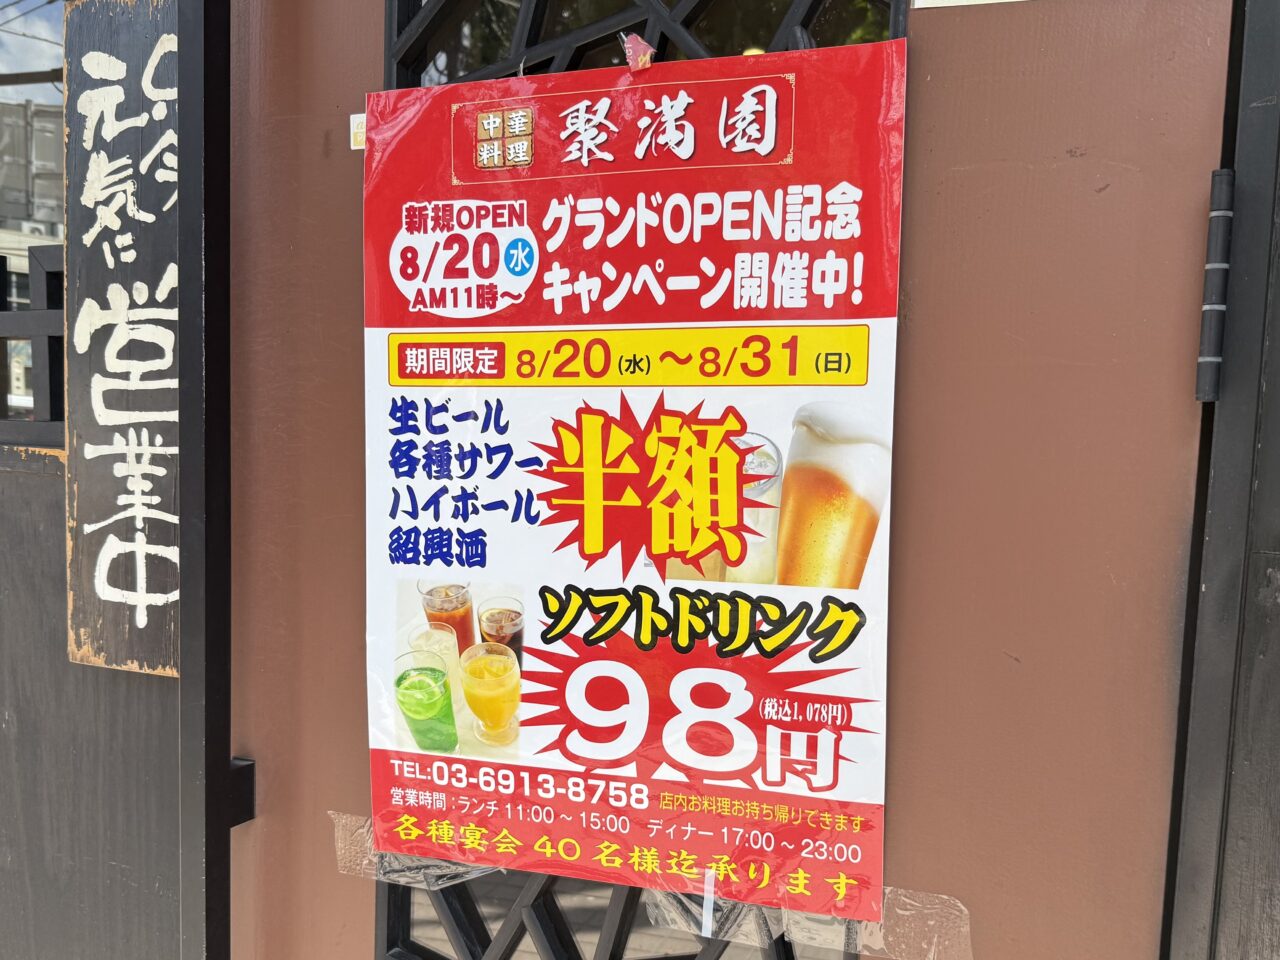 元気に
営業中
中華
料理
聚満園
新規OPEN
8/20水
AM11時～
グランドOPEN記念
キャンペーン開催中!
期間限定 8/20(水)～8/31(日)
生ビール
各種サワー
ハイボール
紹興酒
半額
ソフトドリンク
98円
(税込1,078円)
TEL:03-6913-8758 店内お料理お持ち帰りできます
営業時間:ランチ 11:00～15:00 ディナー 17:00～23:00
各種宴会40名様迄承ります